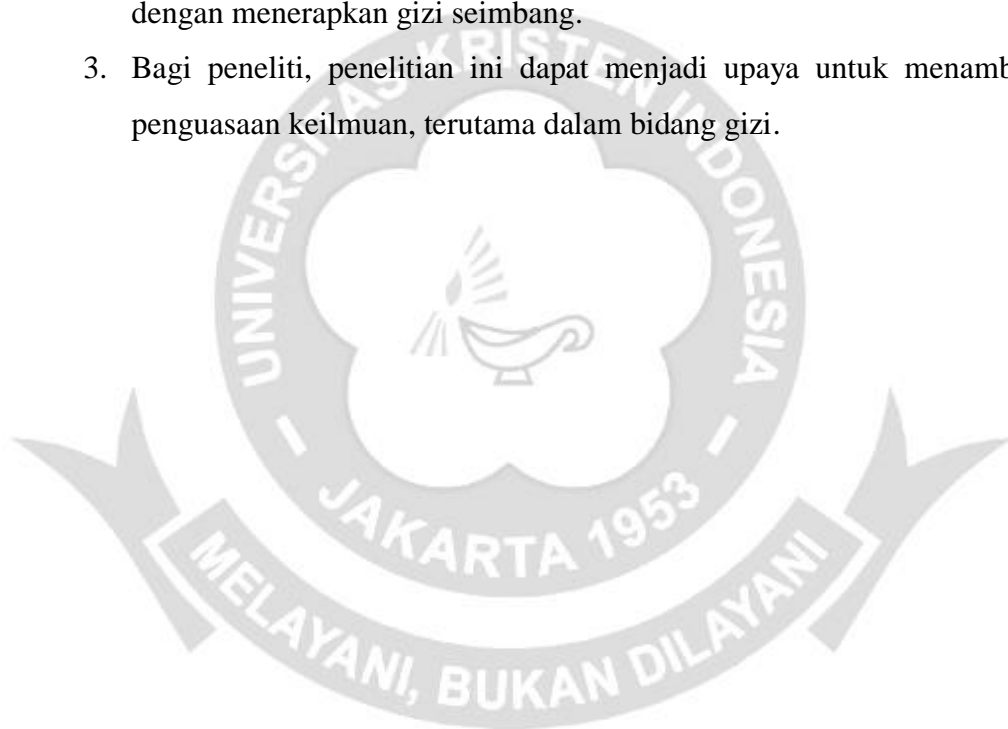 dengan menerapkan gizi seimbang.
3. Bagi peneliti, penelitian ini dapat menjadi upaya untuk menamb
penguasaan keilmuan, terutama dalam bidang gizi.
UNIVERSITAS KRISTEN INDONESIA
- JAKARTA 1953 -
MELAYANI, BUKAN DILAYANI